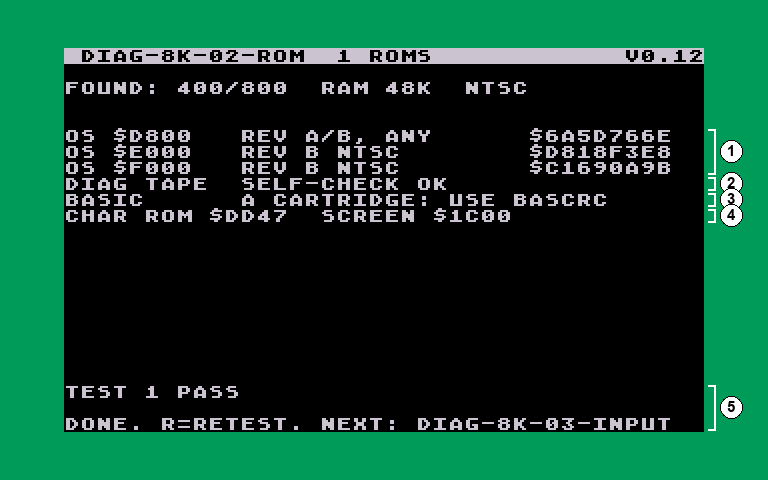 DIAG-8K-02-ROM 1 ROMS V0.12
FOUND: 400/800 RAM 48K NTSC
OS $D800 REV A/B, ANY $6A5D766E
OS $E000 REV B NTSC $D818F3E8
OS $F000 REV B NTSC $C1690A9B
1
DIAG TAPE SELF-CHECK OK
2
BASIC A CARTRIDGE: USE BASCRC
3
CHAR ROM $DD47 SCREEN $1C00
4
TEST 1 PASS
5
DONE. R=RETEST. NEXT: DIAG-8K-03-INPUT